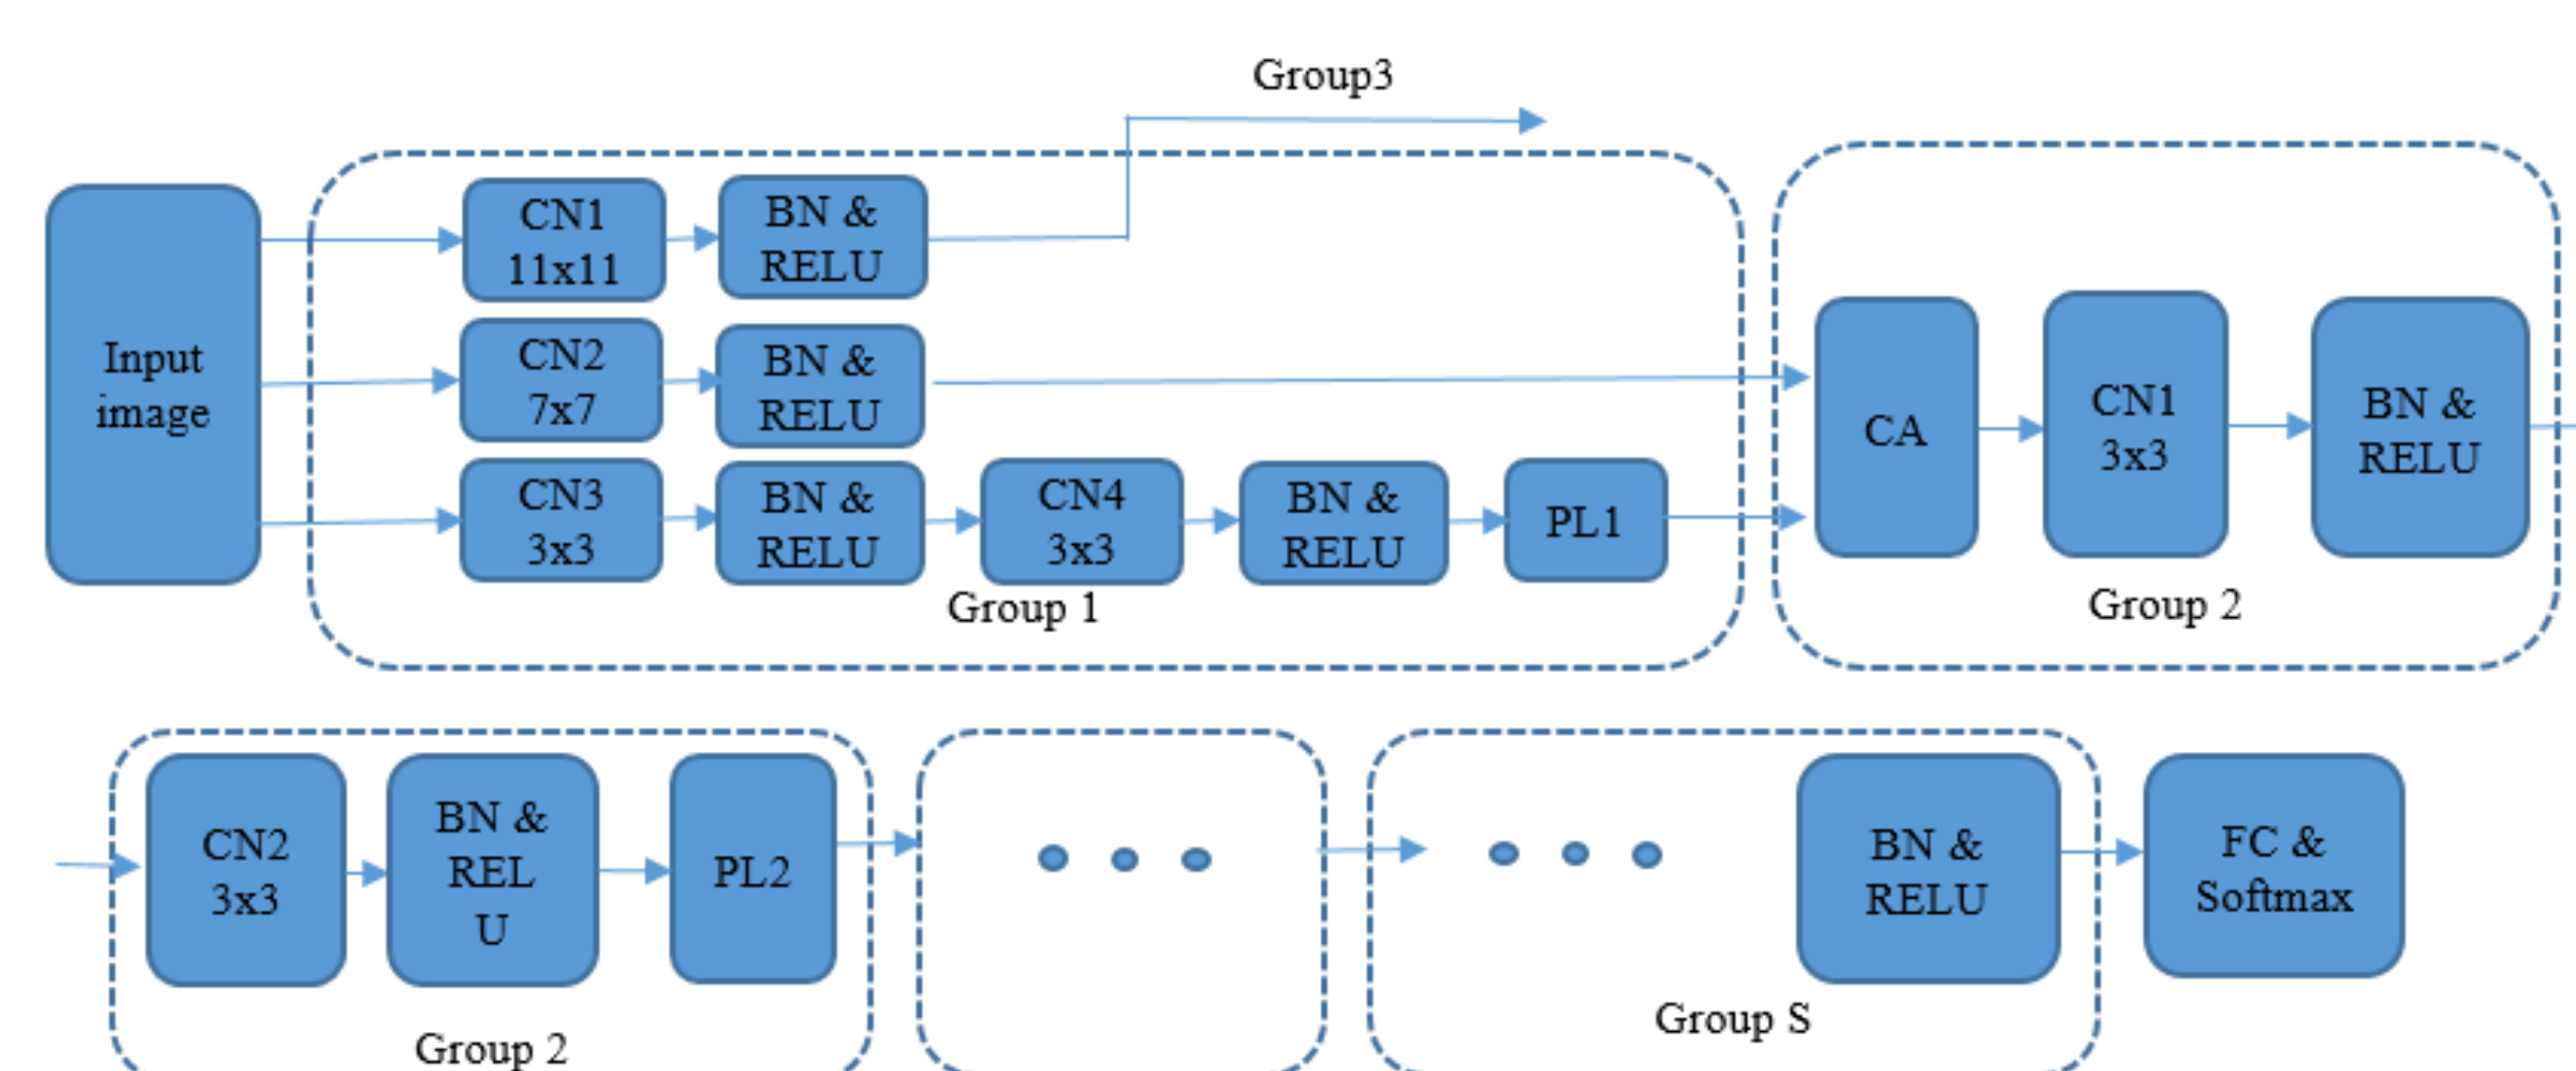 Group3
Input
image
CN1
11x11
BN &
RELU
CN2
7x7
BN &
RELU
CN3
3x3
BN &
RELU
CN4
3x3
BN &
RELU
PL1
Group 1
CA
CN1
3x3
BN &
RELU
Group 2
CN2
3x3
BN &
REL
U
PL2
Group 2
BN &
RELU
Group S
FC &
Softmax